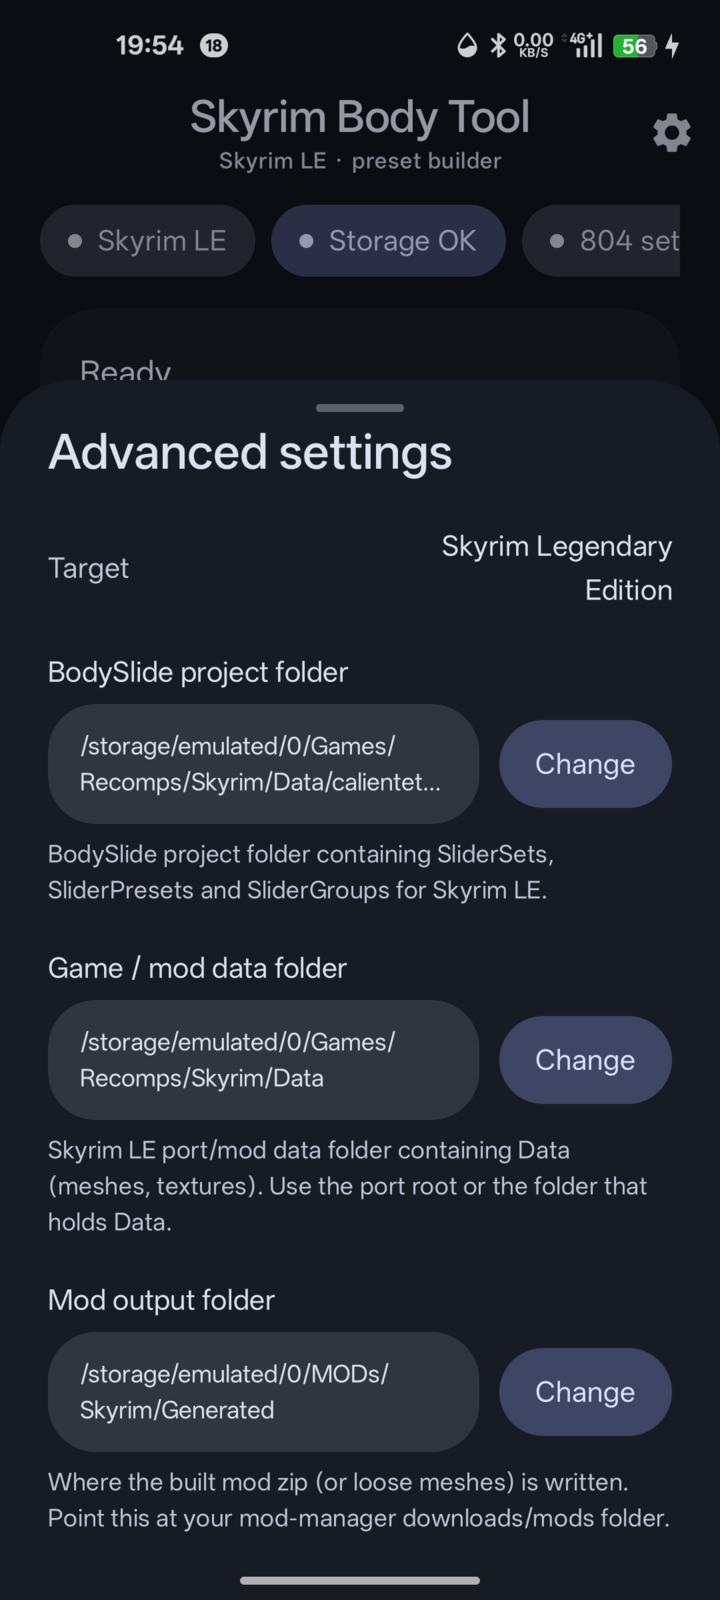 19:54 18 0.00 KB/S 4G+ 56
Skyrim Body Tool
Skyrim LE · preset builder
Skyrim LE
Storage OK
804 set
Ready
Advanced settings
Target
Skyrim Legendary
Edition
BodySlide project folder
/storage/emulated/0/Games/
Recomps/Skyrim/Data/calientet...
Change
BodySlide project folder containing SliderSets,
SliderPresets and SliderGroups for Skyrim LE.
Game / mod data folder
/storage/emulated/0/Games/
Recomps/Skyrim/Data
Change
Skyrim LE port/mod data folder containing Data
(meshes, textures). Use the port root or the folder that
holds Data.
Mod output folder
/storage/emulated/0/MODs/
Skyrim/Generated
Change
Where the built mod zip (or loose meshes) is written.
Point this at your mod-manager downloads/mods folder.